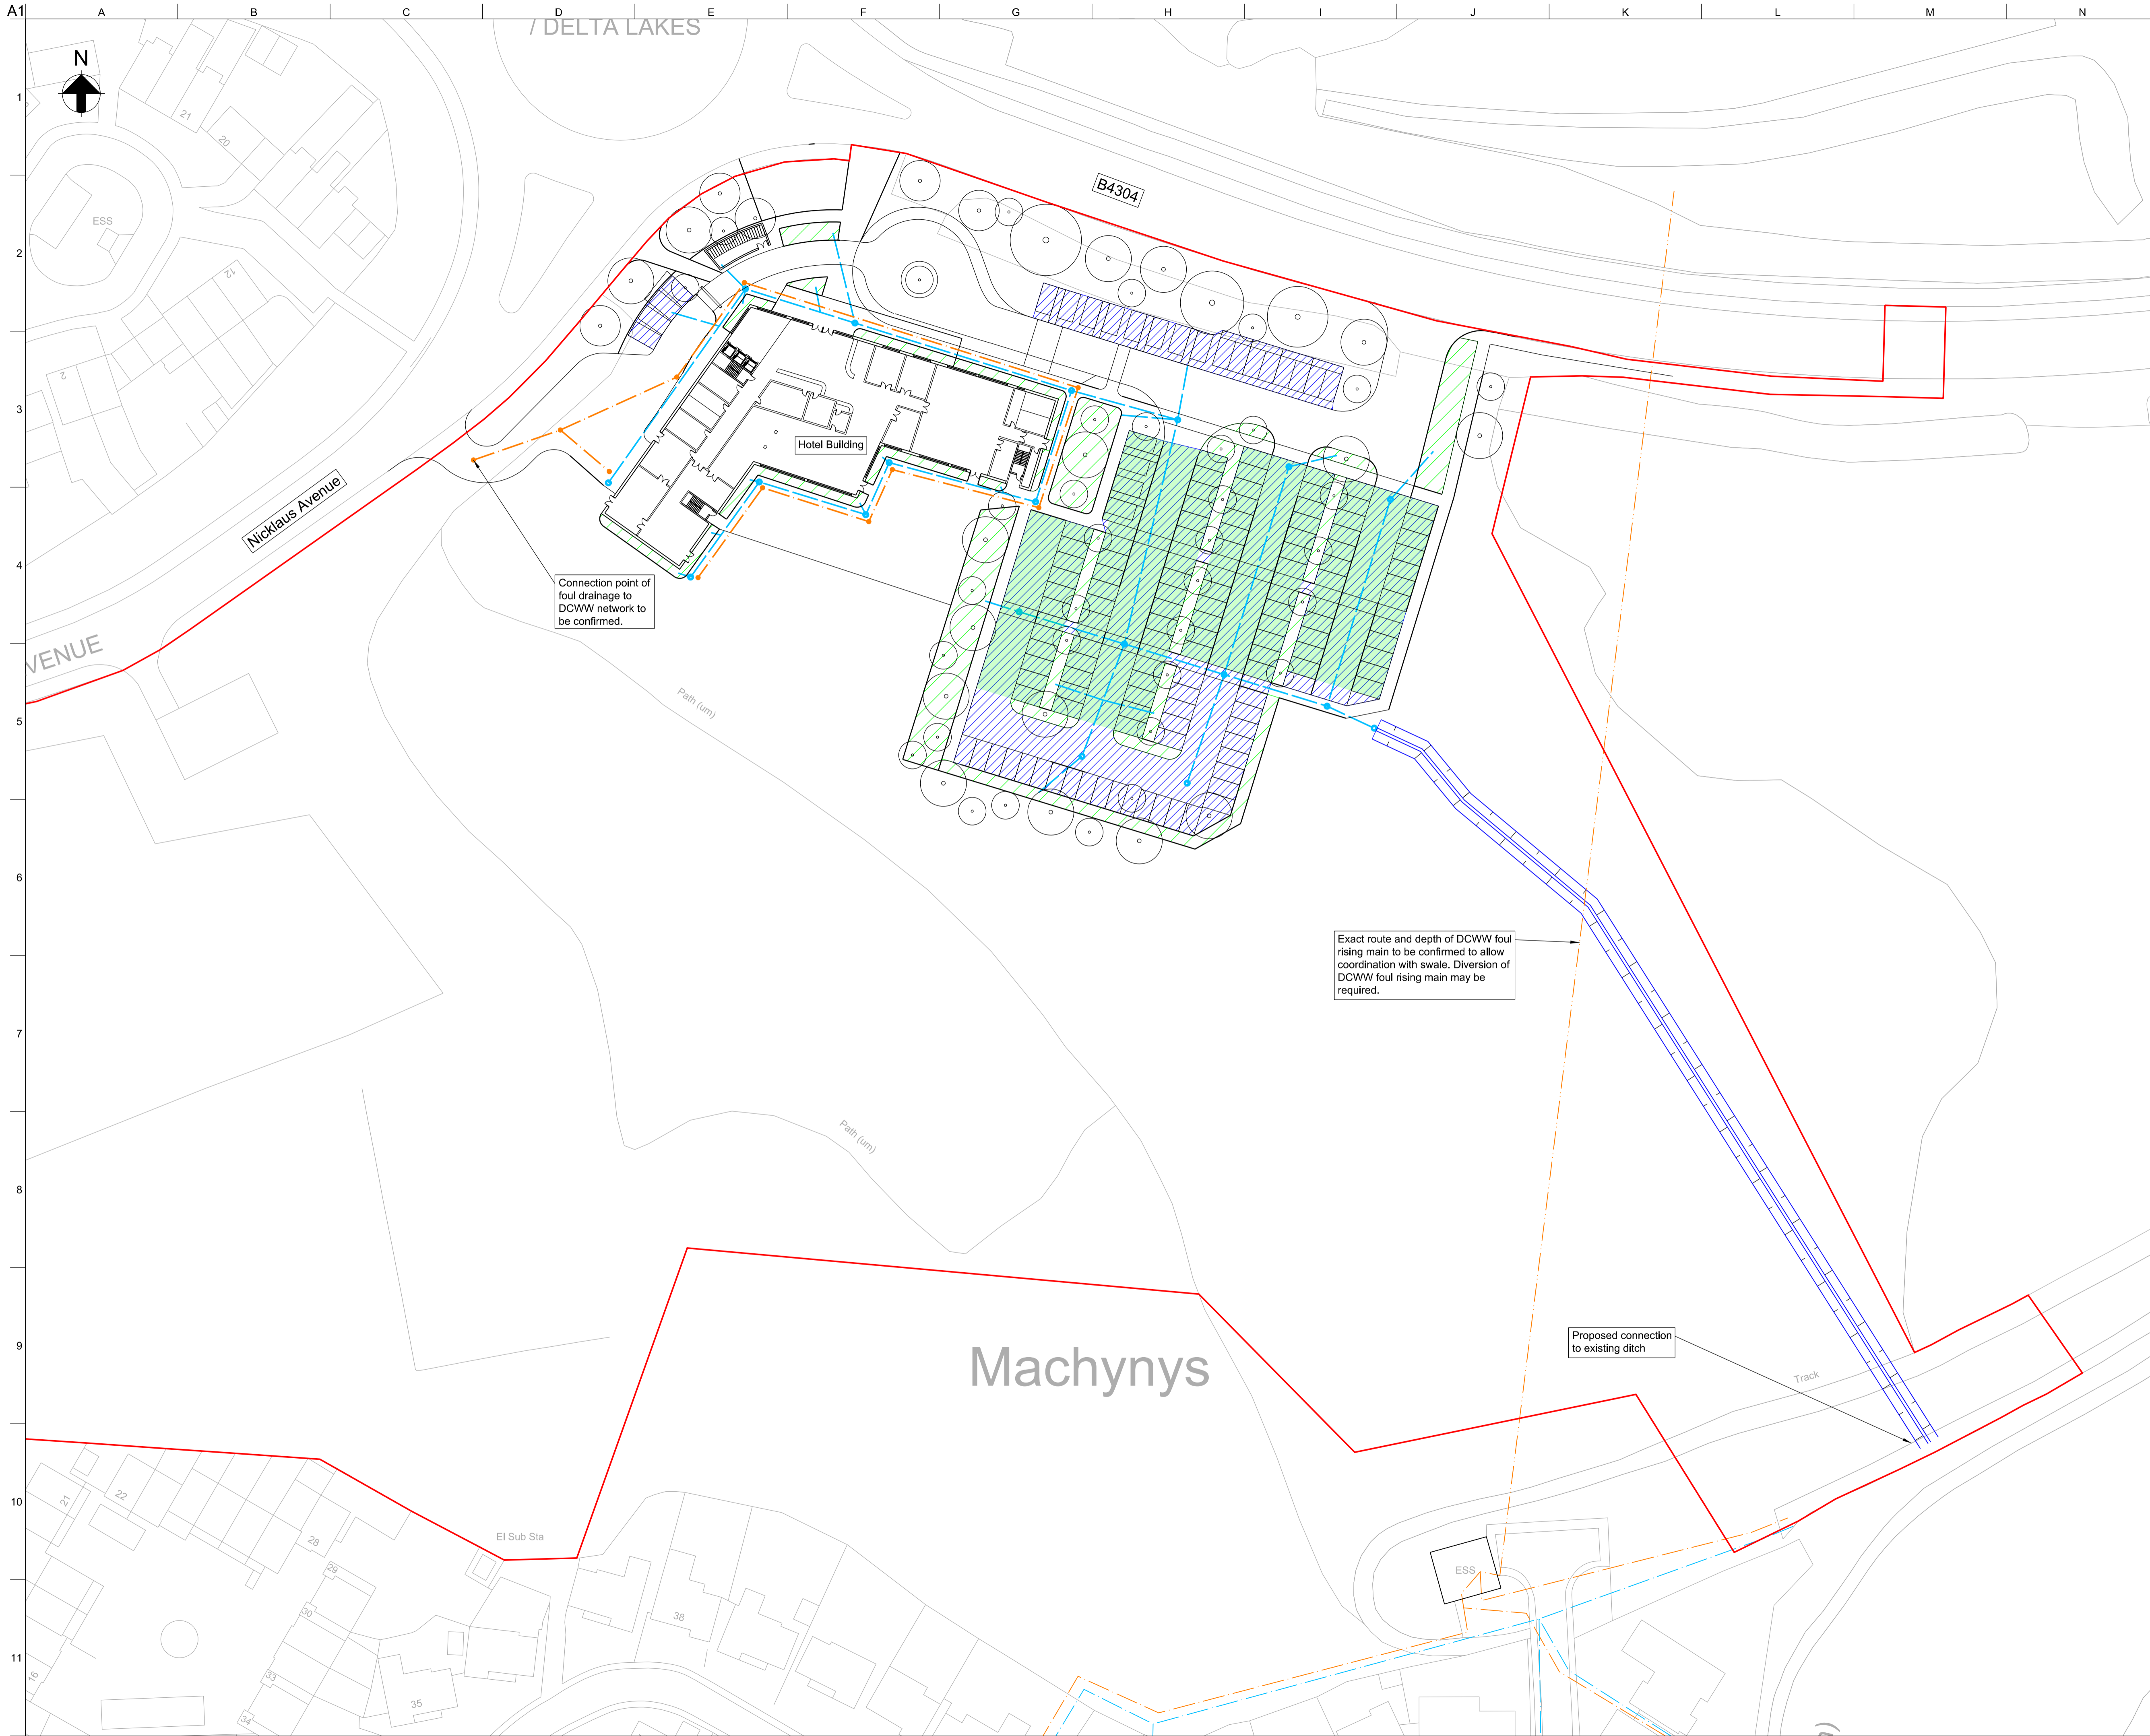 A1
A
B
C
D
E
F
G
H
I
J
K
L
M
N
/ DELTA LAKES
N
1
21
20
B4304
ESS
2
12
2
3
Hotel Building
Nicklaus Avenue
4
Connection point of
foul drainage to
DCWW network to
be confirmed.
VENUE
Path (um)
5
6
Exact route and depth of DCWW foul
rising main to be confirmed to allow
coordination with swale. Diversion of
DCWW foul rising main may be
required.
7
Path (um)
8
Proposed connection
to existing ditch
9
Machynys
Track
10
21
22
28
El Sub Sta
29
ESS
30
38
11
16
33
35
34